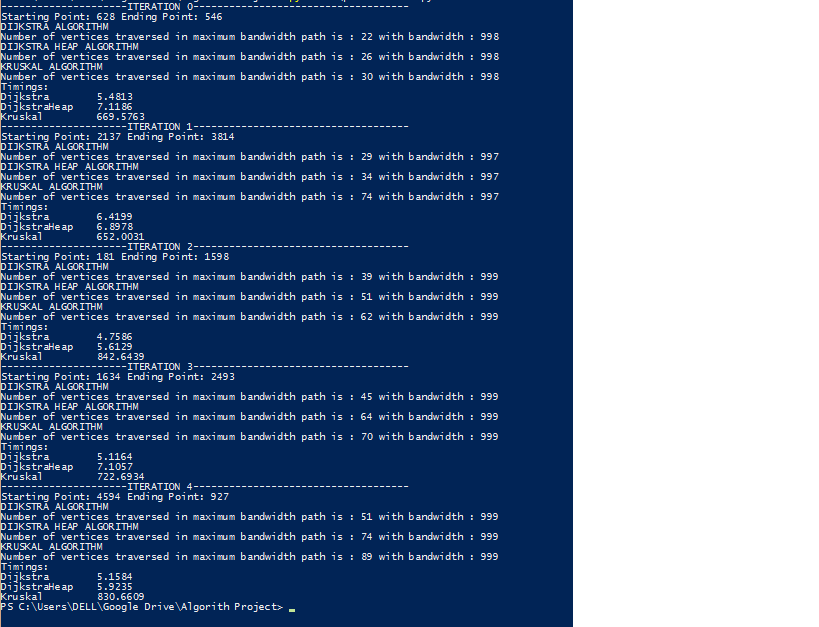 ---------------------ITERATION 0------------------------------------
Starting Point: 628 Ending Point: 546
DIJKSTRA ALGORITHM
Number of vertices traversed in maximum bandwidth path is : 22 with bandwidth : 998
DIJKSTRA HEAP ALGORITHM
Number of vertices traversed in maximum bandwidth path is : 26 with bandwidth : 998
KRUSKAL ALGORITHM
Number of vertices traversed in maximum bandwidth path is : 30 with bandwidth : 998
Timings:
Dijkstra        5.4813
DijkstraHeap    7.1186
Kruskal         669.5763
---------------------ITERATION 1------------------------------------
Starting Point: 2137 Ending Point: 3814
DIJKSTRA ALGORITHM
Number of vertices traversed in maximum bandwidth path is : 29 with bandwidth : 997
DIJKSTRA HEAP ALGORITHM
Number of vertices traversed in maximum bandwidth path is : 34 with bandwidth : 997
KRUSKAL ALGORITHM
Number of vertices traversed in maximum bandwidth path is : 74 with bandwidth : 997
Timings:
Dijkstra        6.4199
DijkstraHeap    6.8978
Kruskal         652.0031
---------------------ITERATION 2------------------------------------
Starting Point: 181 Ending Point: 1598
DIJKSTRA ALGORITHM
Number of vertices traversed in maximum bandwidth path is : 39 with bandwidth : 999
DIJKSTRA HEAP ALGORITHM
Number of vertices traversed in maximum bandwidth path is : 51 with bandwidth : 999
KRUSKAL ALGORITHM
Number of vertices traversed in maximum bandwidth path is : 62 with bandwidth : 999
Timings:
Dijkstra        4.7586
DijkstraHeap    5.6129
Kruskal         842.6439
---------------------ITERATION 3------------------------------------
Starting Point: 1634 Ending Point: 2493
DIJKSTRA ALGORITHM
Number of vertices traversed in maximum bandwidth path is : 45 with bandwidth : 999
DIJKSTRA HEAP ALGORITHM
Number of vertices traversed in maximum bandwidth path is : 64 with bandwidth : 999
KRUSKAL ALGORITHM
Number of vertices traversed in maximum bandwidth path is : 70 with bandwidth : 999
Timings:
Dijkstra        5.1164
DijkstraHeap    7.1057
Kruskal         722.6934
---------------------ITERATION 4------------------------------------
Starting Point: 4594 Ending Point: 927
DIJKSTRA ALGORITHM
Number of vertices traversed in maximum bandwidth path is : 51 with bandwidth : 999
DIJKSTRA HEAP ALGORITHM
Number of vertices traversed in maximum bandwidth path is : 74 with bandwidth : 999
KRUSKAL ALGORITHM
Number of vertices traversed in maximum bandwidth path is : 89 with bandwidth : 999
Timings:
Dijkstra        5.1584
DijkstraHeap    5.9235
Kruskal         830.6609
PS C:\Users\DELL\Google Drive\Algorith Project> _